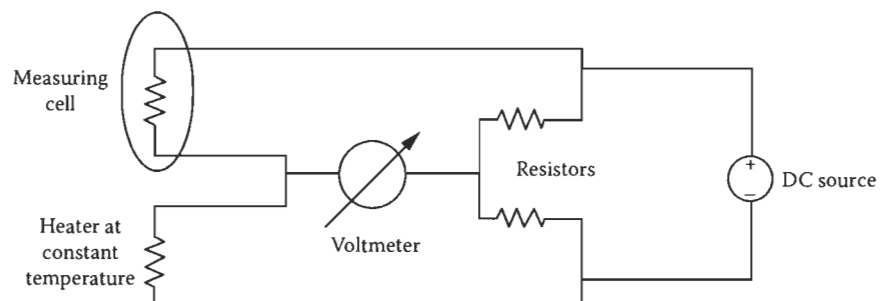 Measuring
cell
Resistors
+
−
DC source
Heater at
constant
temperature
Voltmeter